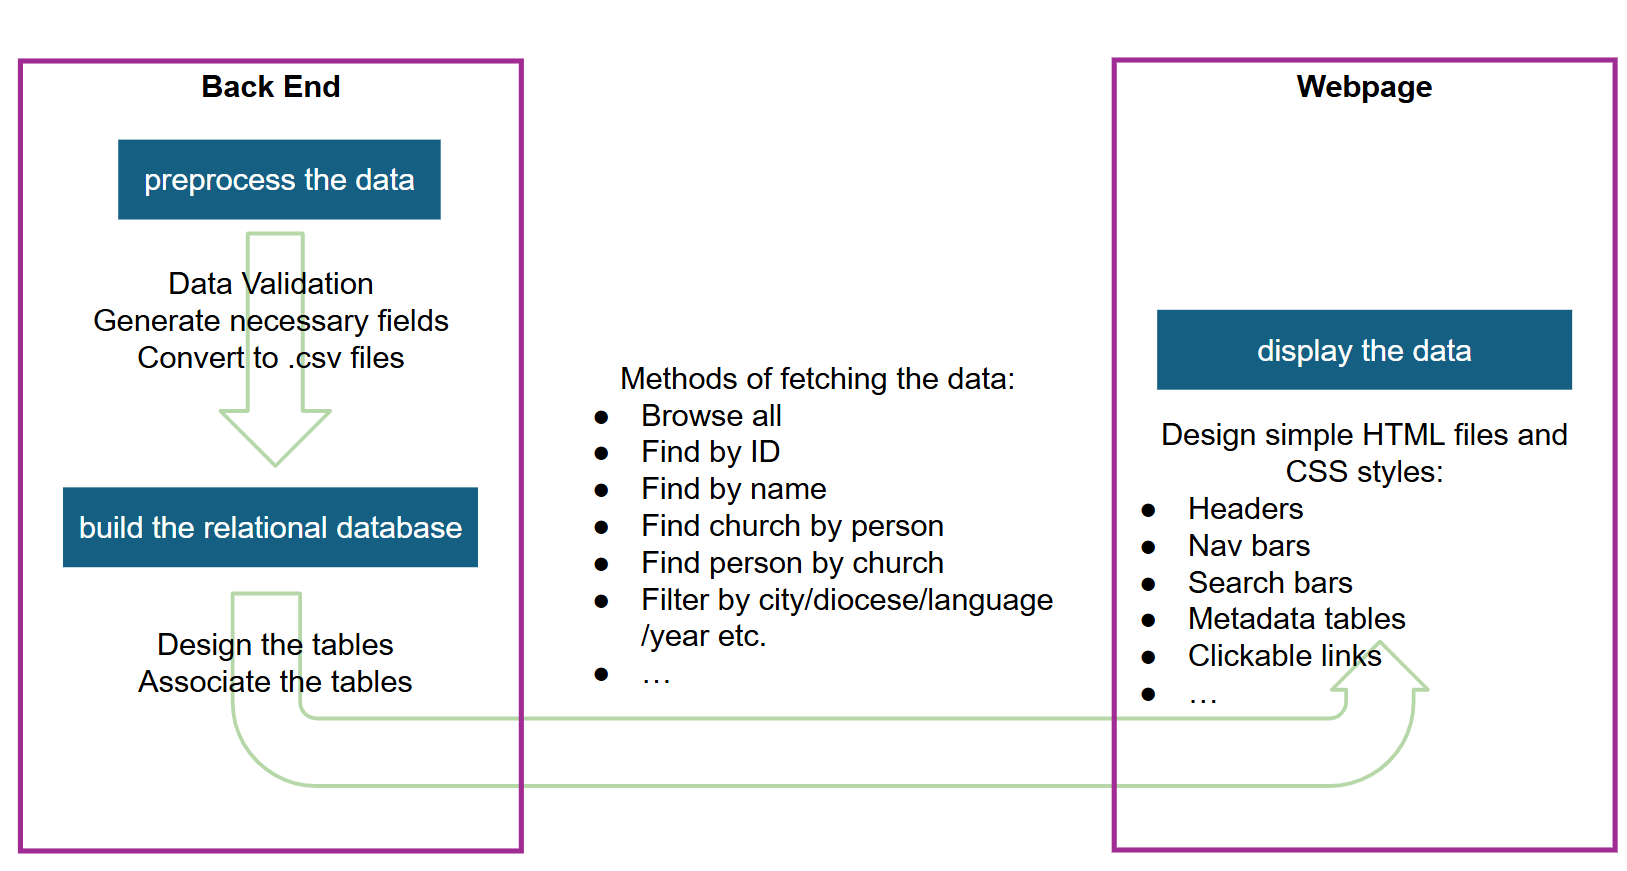 Back End
preprocess the data
Data Validation
Generate necessary fields
Convert to .csv files
build the relational database
Design the tables
Associate the tables
Methods of fetching the data:
● Browse all
● Find by ID
● Find by name
● Find church by person
● Find person by church
● Filter by city/diocese/language
/year etc.
● …
Webpage
display the data
Design simple HTML files and
CSS styles:
● Headers
● Nav bars
● Search bars
● Metadata tables
● Clickable links
● …